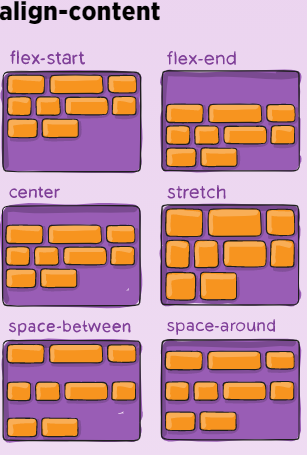 align-content
flex-start
flex-end
center
stretch
space-between
space-around